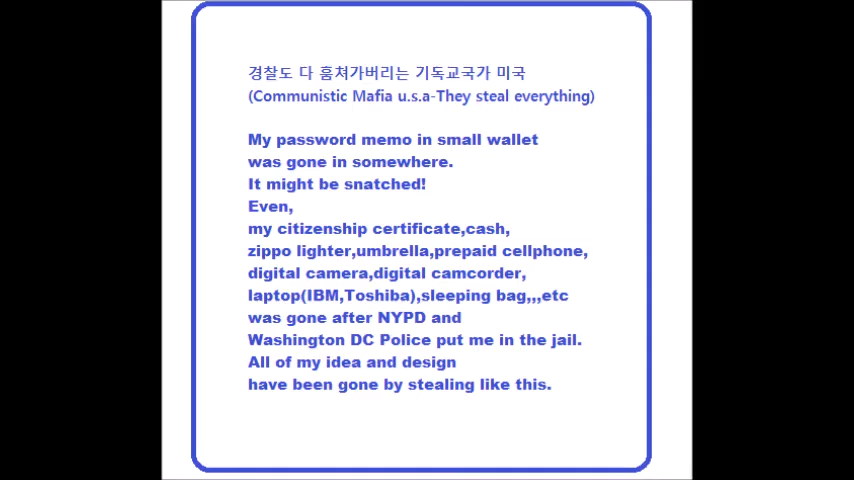 경찰도 다 훔쳐가버리는 기독교국가 미국
(Communistic Mafia u.s.a-They steal everything)
My password memo in small wallet
was gone in somewhere.
It might be snatched!
Even,
my citizenship certificate,cash,
zippo lighter,umbrella,prepaid cellphone,
digital camera,digital camcorder,
laptop(IBM,Toshiba),sleeping bag,,,etc
was gone after NYPD and
Washington DC Police put me in the jail.
All of my idea and design
have been gone by stealing like this.